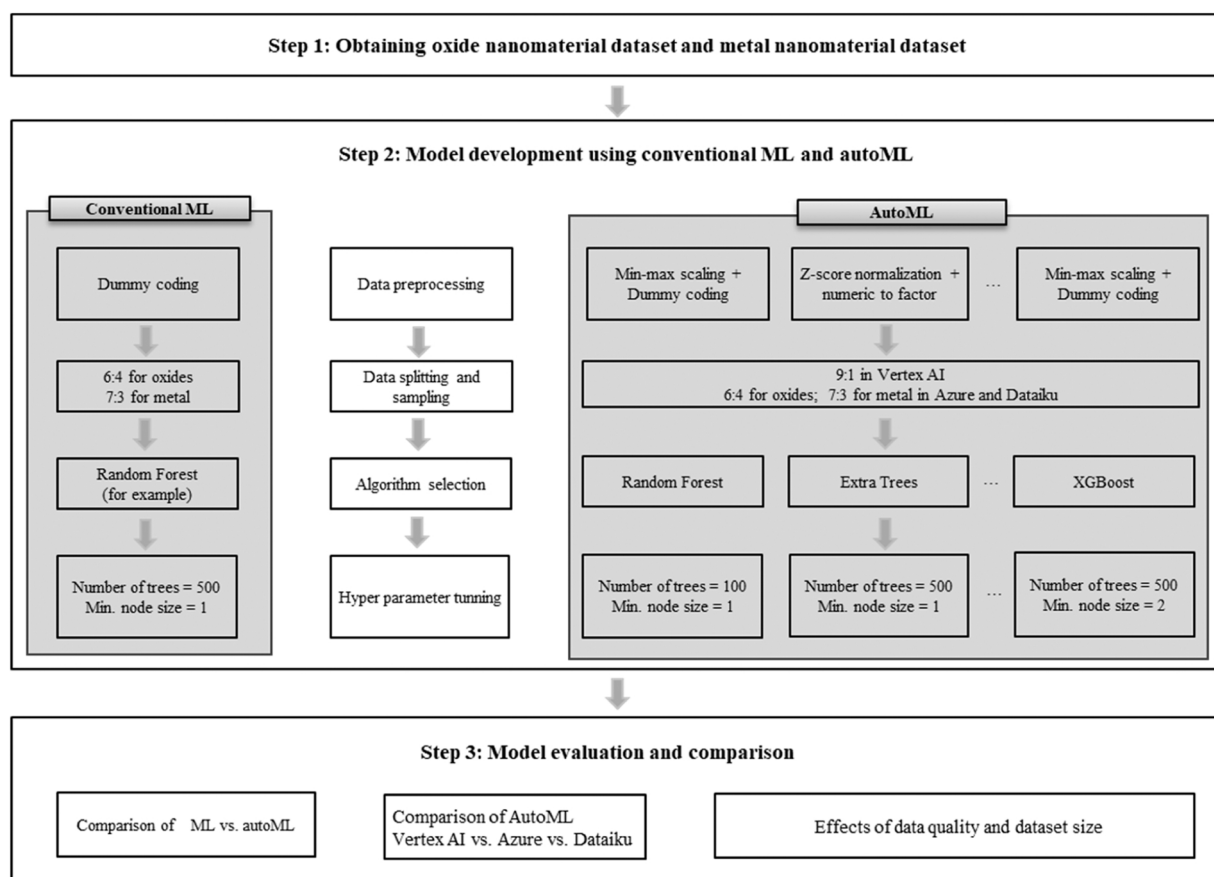 Step 1: Obtaining oxide nanomaterial dataset and metal nanomaterial dataset
Step 2: Model development using conventional ML and autoML
Conventional ML
Dummy coding
6:4 for oxides
7:3 for metal
Random Forest
(for example)
Number of trees = 500
Min. node size = 1
Data preprocessing
Data splitting and
sampling
Algorithm selection
Hyper parameter tunning
AutoML
Min-max scaling +
Dummy coding
Z-score normalization +
numeric to factor
...
Min-max scaling +
Dummy coding
9:1 in Vertex AI
6:4 for oxides; 7:3 for metal in Azure and Dataiku
Random Forest
Extra Trees
...
XGBoost
Number of trees = 100
Min. node size = 1
Number of trees = 500
Min. node size = 1
...
Number of trees = 500
Min. node size = 2
Step 3: Model evaluation and comparison
Comparison of ML vs. autoML
Comparison of AutoML
Vertex AI vs. Azure vs. Dataiku
Effects of data quality and dataset size